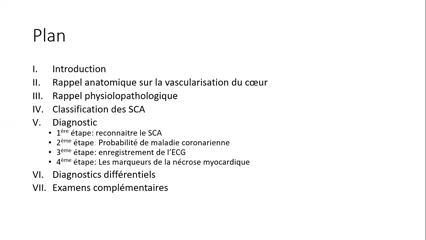 Plan
I. Introduction
II. Rappel anatomique sur la vascularisation du cœur
III. Rappel physiolopathologique
IV. Classification des SCA
V. Diagnostic
• 1ère étape: reconnaitre le SCA
• 2ème étape Probabilité de maladie coronarienne
• 3ème étape: enregistrement de l'ECG
• 4ème étape: Les marqueurs de la nécrose myocardique
VI. Diagnostics différentiels
VII. Examens complémentaires